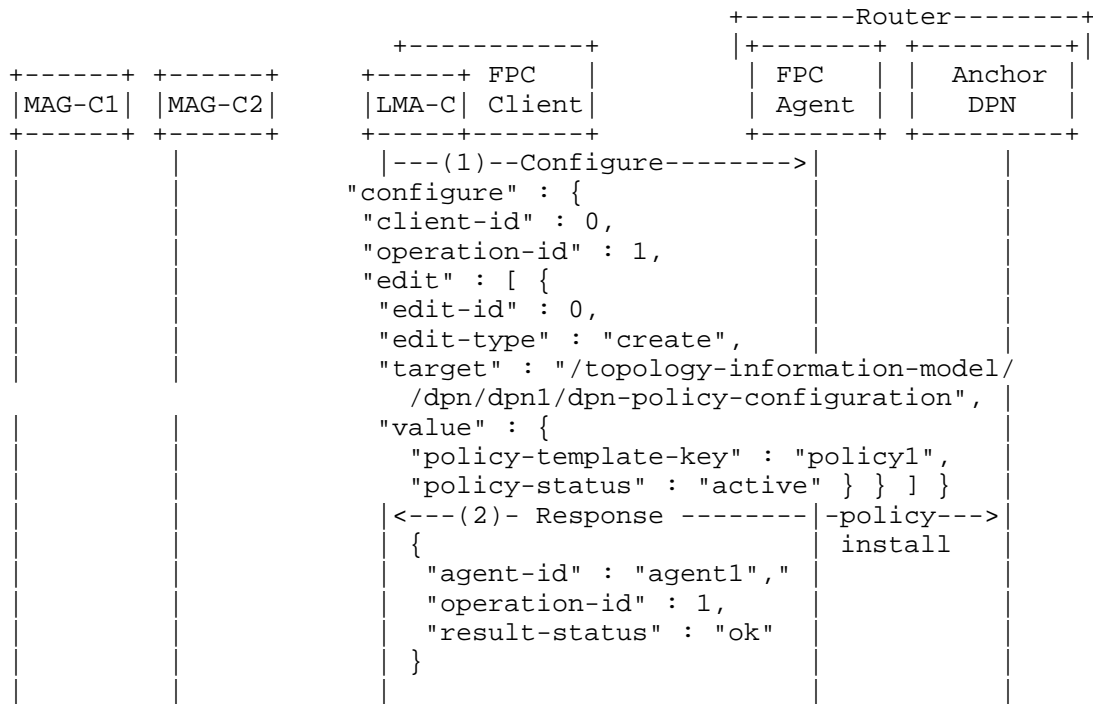 +-------Router--------+
+-----------+ |+-------+ +---------+|
+------+ +------+ +-----+ FPC | | FPC | | Anchor |
|MAG-C1| |MAG-C2| |LMA-C| Client| | Agent | | DPN |
+------+ +------+ +-----+-------+ +-------+ +---------+
| | |---(1)--Configure-------->| |
| | "configure" : { | |
| | "client-id" : 0, | |
| | "operation-id" : 1, | |
| | "edit" : [ { | |
| | "edit-id" : 0, | |
| | "edit-type" : "create", | |
| | "target" : "/topology-information-model/
/dpn/dpn1/dpn-policy-configuration", |
| | "value" : { |
| | "policy-template-key" : "policy1", |
| | "policy-status" : "active" } } ] } |
| | |<---(2)- Response --------|-policy--->|
| | | { | install |
| | | "agent-id" : "agent1"," | |
| | | "operation-id" : 1, | |
| | | "result-status" : "ok" | |
| | | } | |
| | | | |